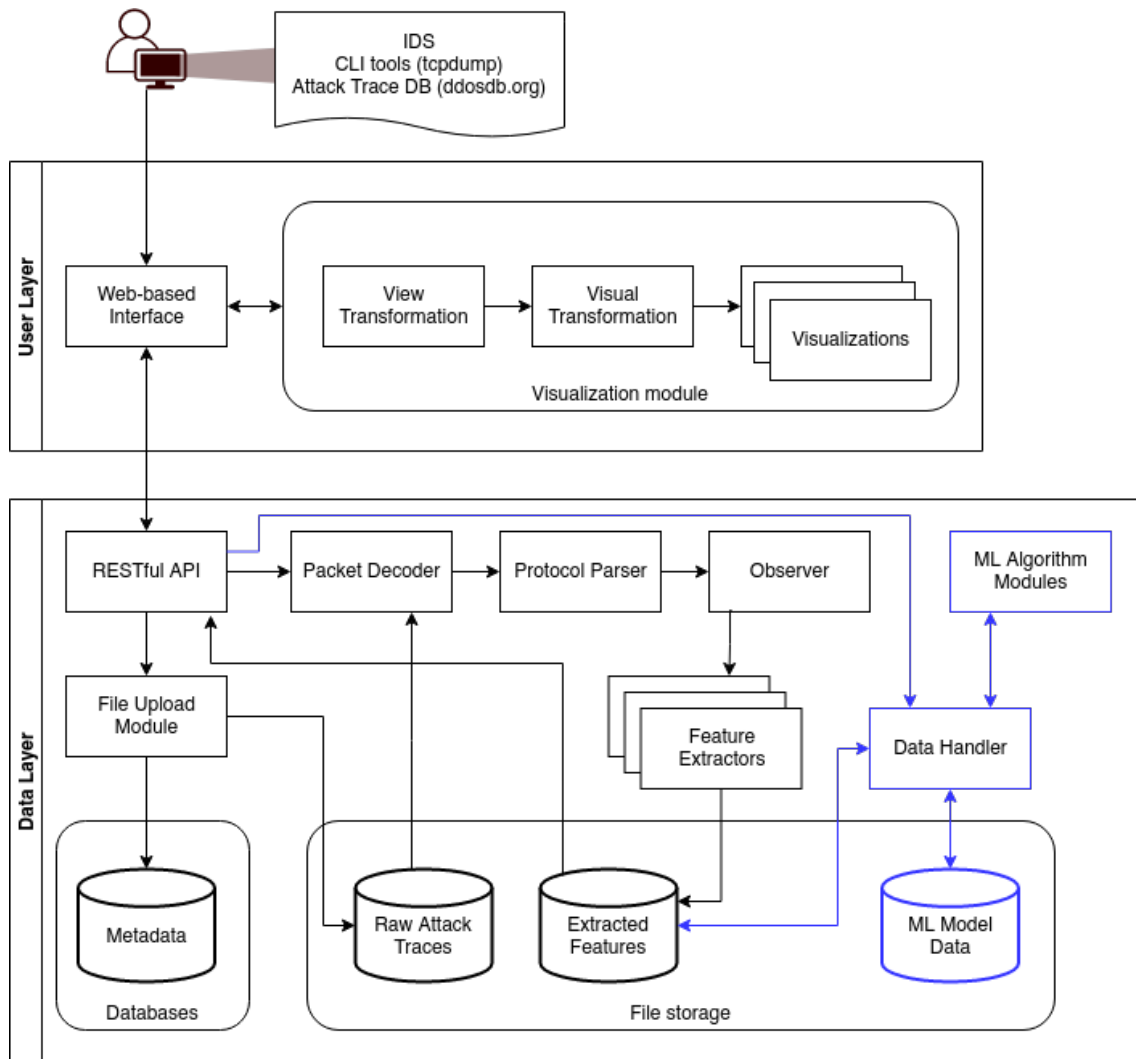 IDS
CLI tools (tcpdump)
Attack Trace DB (ddosdb.org)
User Layer
Web-based
Interface
View
Transformation
Visual
Transformation
Visualizations
Visualization module
Data Layer
RESTful API
Packet Decoder
Protocol Parser
Observer
ML Algorithm
Modules
File Upload
Module
Feature
Extractors
Data Handler
Metadata
Raw Attack
Traces
Extracted
Features
ML Model
Data
Databases
File storage